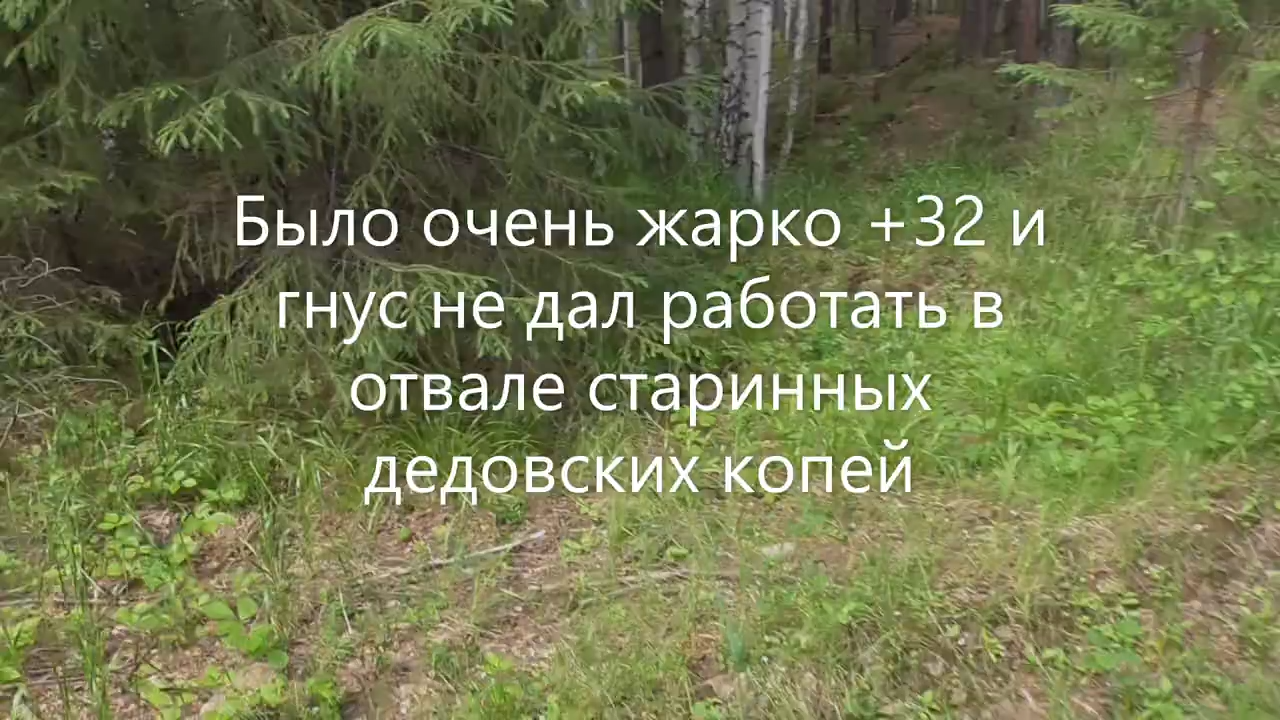 Было очень жарко +32 и
гнус не дал работать в
отвале старинных
дедовских копей